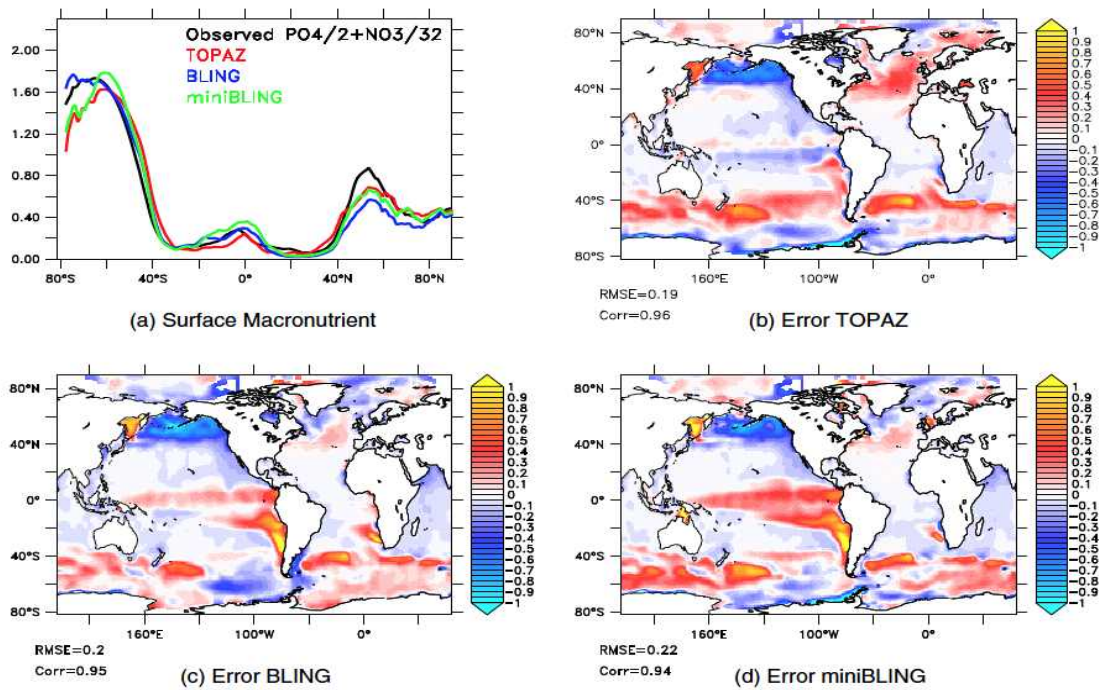 2.00
1.60
1.20
0.80
0.40
0.00
80°S
40°S
0°
40°N
80°N
Observed PO4/2+NO3/32
TOPAZ
BLING
miniBLING
(a) Surface Macronutrient
80°N
40°N
0°
40°S
80°S
160°E
100°W
0°
1
0.9
0.8
0.7
0.6
0.5
0.4
0.3
0.2
0.1
0
-0.1
-0.2
-0.3
-0.4
-0.5
-0.6
-0.7
-0.8
-0.9
-1
RMSE=0.19
Corr=0.96
(b) Error TOPAZ
80°N
40°N
0°
40°S
80°S
160°E
100°W
0°
1
0.9
0.8
0.7
0.6
0.5
0.4
0.3
0.2
0.1
0
-0.1
-0.2
-0.3
-0.4
-0.5
-0.6
-0.7
-0.8
-0.9
-1
RMSE=0.2
Corr=0.95
(c) Error BLING
80°N
40°N
0°
40°S
80°S
160°E
100°W
0°
1
0.9
0.8
0.7
0.6
0.5
0.4
0.3
0.2
0.1
0
-0.1
-0.2
-0.3
-0.4
-0.5
-0.6
-0.7
-0.8
-0.9
-1
RMSE=0.22
Corr=0.94
(d) Error miniBLING